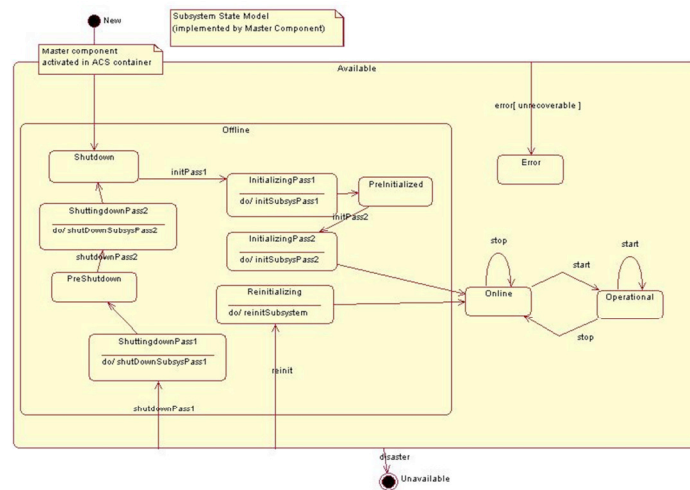 New
Subsystem State Model
(implemented by Master Component)
Master component
activated in ACS container
Available
error[ unrecoverable ]
Offline
Shutdown
initPass1
InitializingPass1
do/ initSubsysPass1
PreInitialized
Error
ShuttingdownPass2
do/ shutDownSubsysPass2
initPass2
InitializingPass2
do/ initSubsysPass2
shutdownPass2
PreShutdown
stop
start
start
Reinitializing
do/ reinitSubsystem
Online
Operational
ShuttingdownPass1
do/ shutDownSubsysPass1
stop
reinit
shutdownPass1
disaster
Unavailable